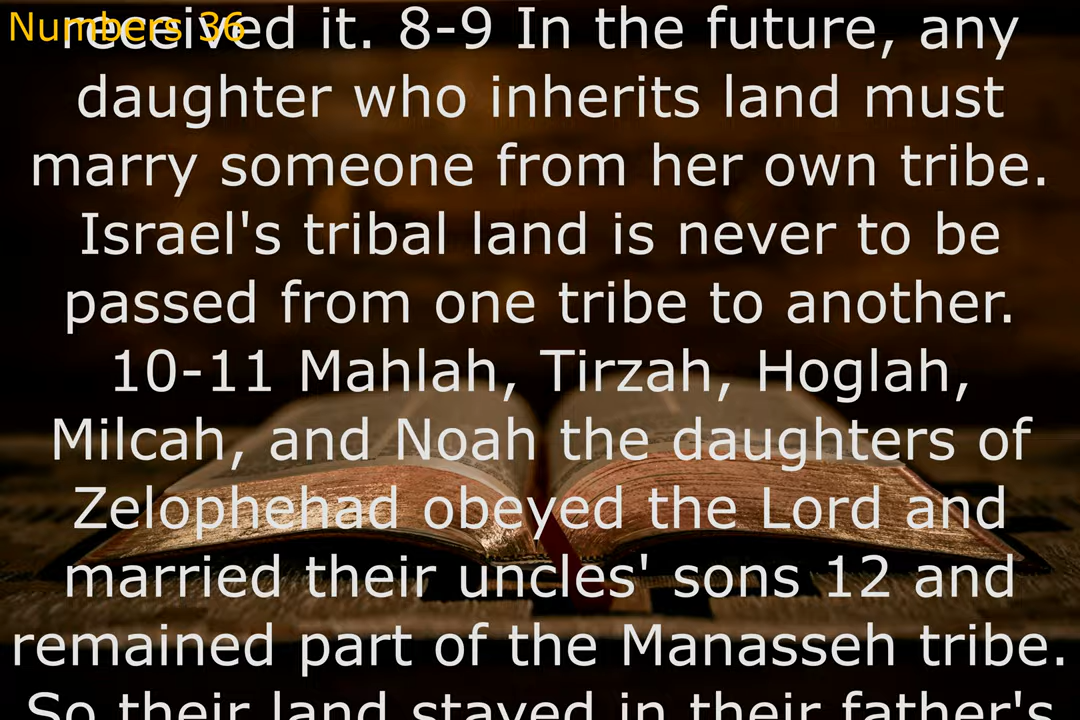 Numbers 36
received it. 8-9 In the future, any
daughter who inherits land must
marry someone from her own tribe.
Israel's tribal land is never to be
passed from one tribe to another.
10-11 Mahlah, Tirzah, Hoglah,
Milcah, and Noah the daughters of
Zelophehad obeyed the Lord and
married their uncles' sons 12 and
remained part of the Manasseh tribe.
So their land stayed in their father's